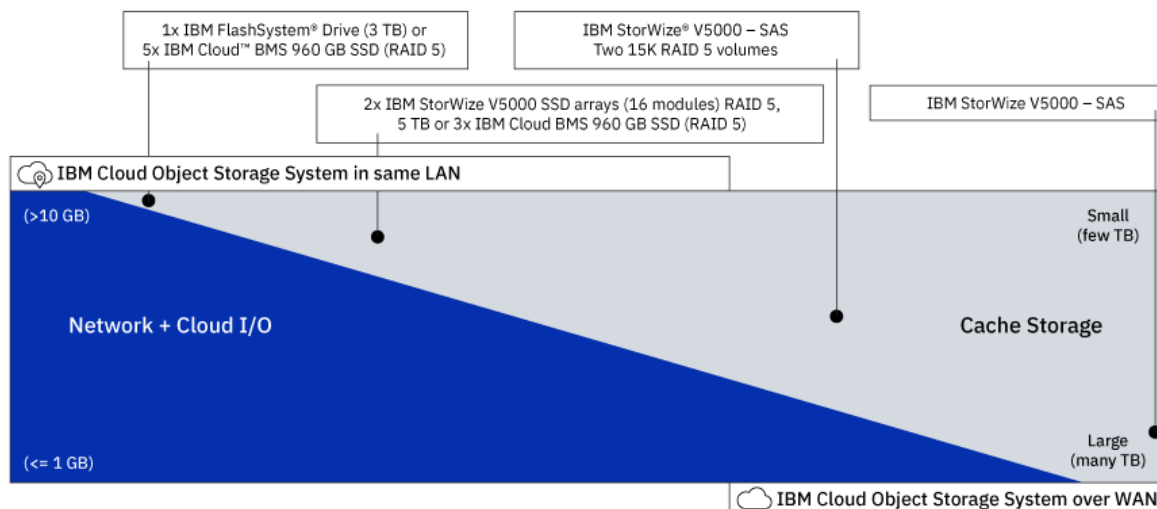 1x IBM FlashSystem® Drive (3 TB) or
5x IBM Cloud™ BMS 960 GB SSD (RAID 5)
IBM StorWize® V5000 – SAS
Two 15K RAID 5 volumes
2x IBM StorWize V5000 SSD arrays (16 modules) RAID 5,
5 TB or 3x IBM Cloud BMS 960 GB SSD (RAID 5)
IBM StorWize V5000 – SAS
IBM Cloud Object Storage System in same LAN
(>10 GB)
Small
(few TB)
Network + Cloud I/O
Cache Storage
Large
(many TB)
(<= 1 GB)
IBM Cloud Object Storage System over WAN